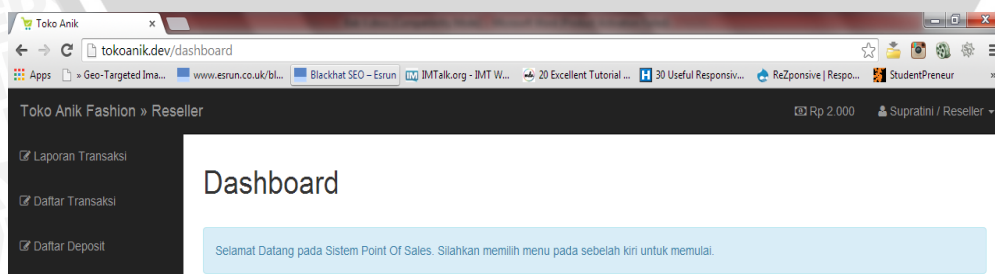 Toko Anik
tokoanik.dev/dashboard
Apps » Geo-Targeted Ima... www.esrun.co.uk/bl... Blackhat SEO – Esrun IMTalk.org - IMT W... 20 Excellent Tutorial ... 30 Useful Responsiv... ReZponsive | Respo... StudentPreneur »
Toko Anik Fashion » Reseller Rp 2.000 Supratini / Reseller
Laporan Transaksi
Dashboard
Daftar Transaksi
Daftar Deposit
Selamat Datang pada Sistem Point Of Sales. Silahkan memilih menu pada sebelah kiri untuk memulai.